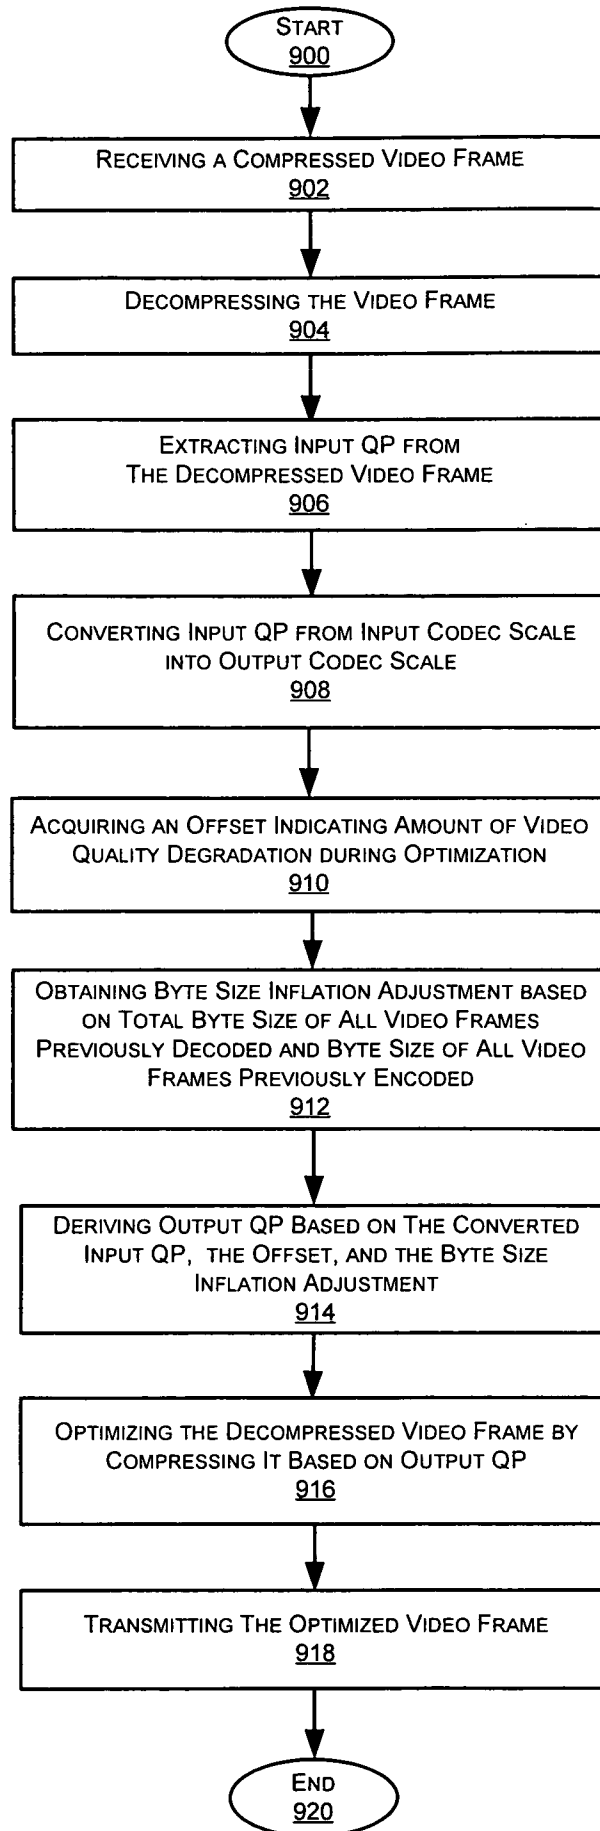 START
900
RECEIVING A COMPRESSED VIDEO FRAME
902
DECOMPRESSING THE VIDEO FRAME
904
EXTRACTING INPUT QP FROM
THE DECOMPRESSED VIDEO FRAME
906
CONVERTING INPUT QP FROM INPUT CODEC SCALE
INTO OUTPUT CODEC SCALE
908
ACQUIRING AN OFFSET INDICATING AMOUNT OF VIDEO
QUALITY DEGRADATION DURING OPTIMIZATION
910
OBTAINING BYTE SIZE INFLATION ADJUSTMENT BASED
ON TOTAL BYTE SIZE OF ALL VIDEO FRAMES
PREVIOUSLY DECODED AND BYTE SIZE OF ALL VIDEO
FRAMES PREVIOUSLY ENCODED
912
DERIVING OUTPUT QP BASED ON THE CONVERTED
INPUT QP, THE OFFSET, AND THE BYTE SIZE
INFLATION ADJUSTMENT
914
OPTIMIZING THE DECOMPRESSED VIDEO FRAME BY
COMPRESSING IT BASED ON OUTPUT QP
916
TRANSMITTING THE OPTIMIZED VIDEO FRAME
918
END
920